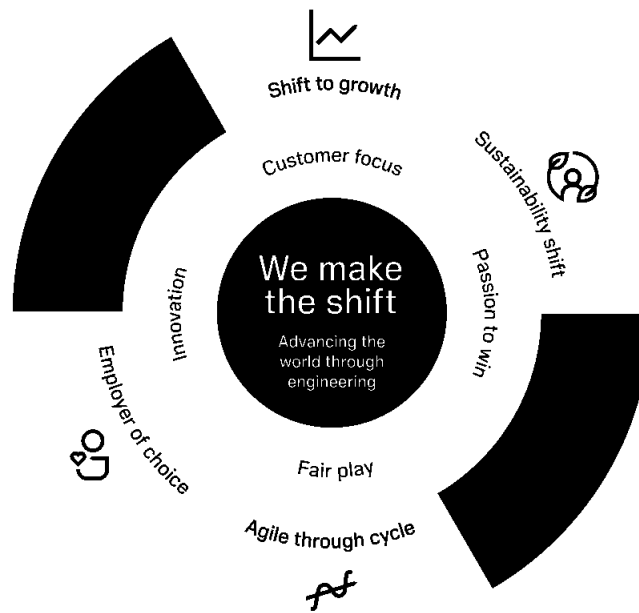 Shift to growth
Customer focus
Sustainability shift
Passion to win
Innovation
We make
the shift
Advancing the
world through
engineering
Employer of choice
Fair play
Agile through cycle